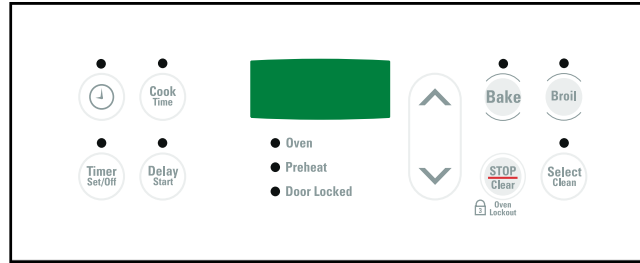 Cook
Time
Timer
Set/Off
Delay
Start
Oven
Preheat
Door Locked
Bake
Broil
STOP
Clear
3
Oven
Lockout
Select
Clean